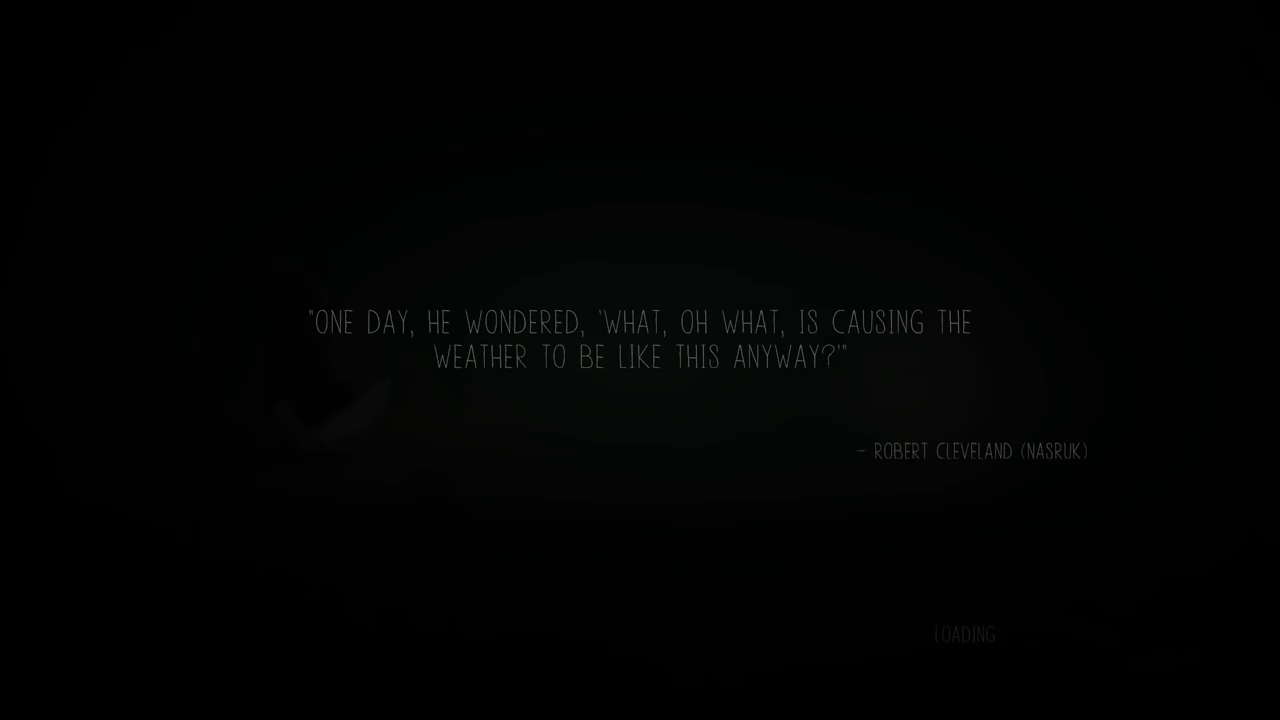 "ONE DAY, HE WONDERED, 'WHAT, OH WHAT, IS CAUSING THE
WEATHER TO BE LIKE THIS ANYWAY?'"
- ROBERT CLEVELAND (NASRUK)
LOADING